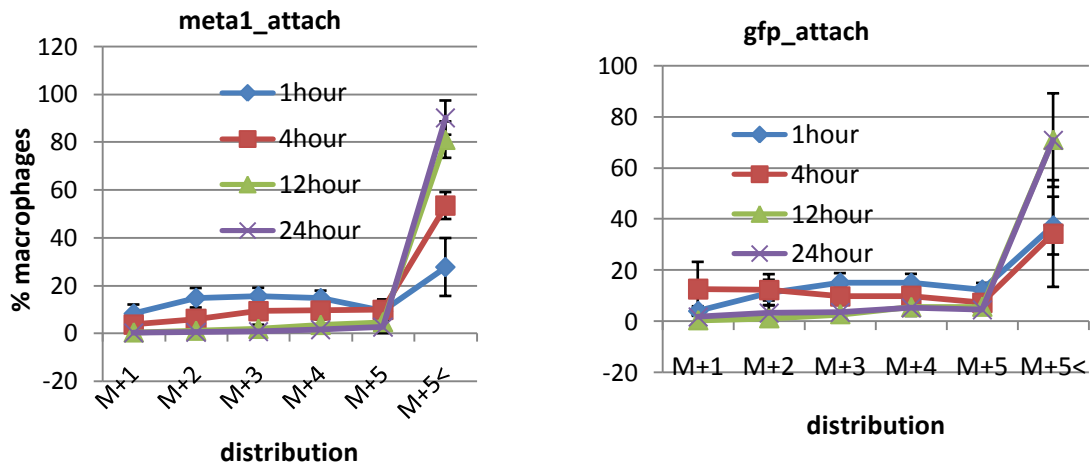 meta1_attach
120
100
80
60
40
20
0
-20
% macrophages
1hour
4hour
12hour
24hour
M+1
M+2
M+3
M+4
M+5
M+5<
distribution
gfp_attach
100
80
60
40
20
0
-20
1hour
4hour
12hour
24hour
M+1 M+2 M+3 M+4 M+5 M+5<
distribution